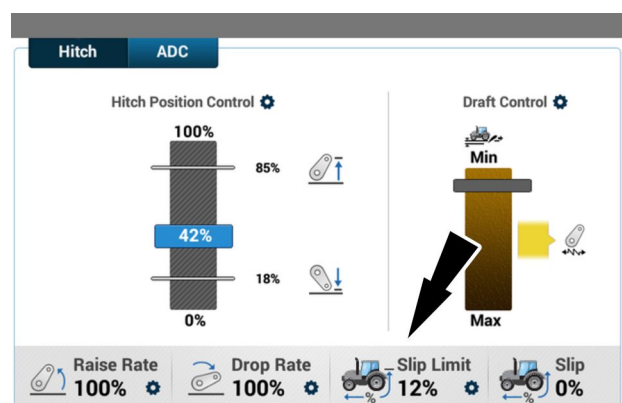 Hitch ADC
Hitch Position Control Draft Control
100%
85%
Min
42%
18%
0% Max
Raise Rate Drop Rate Slip Limit Slip
100% 100% 12% 0%
% %